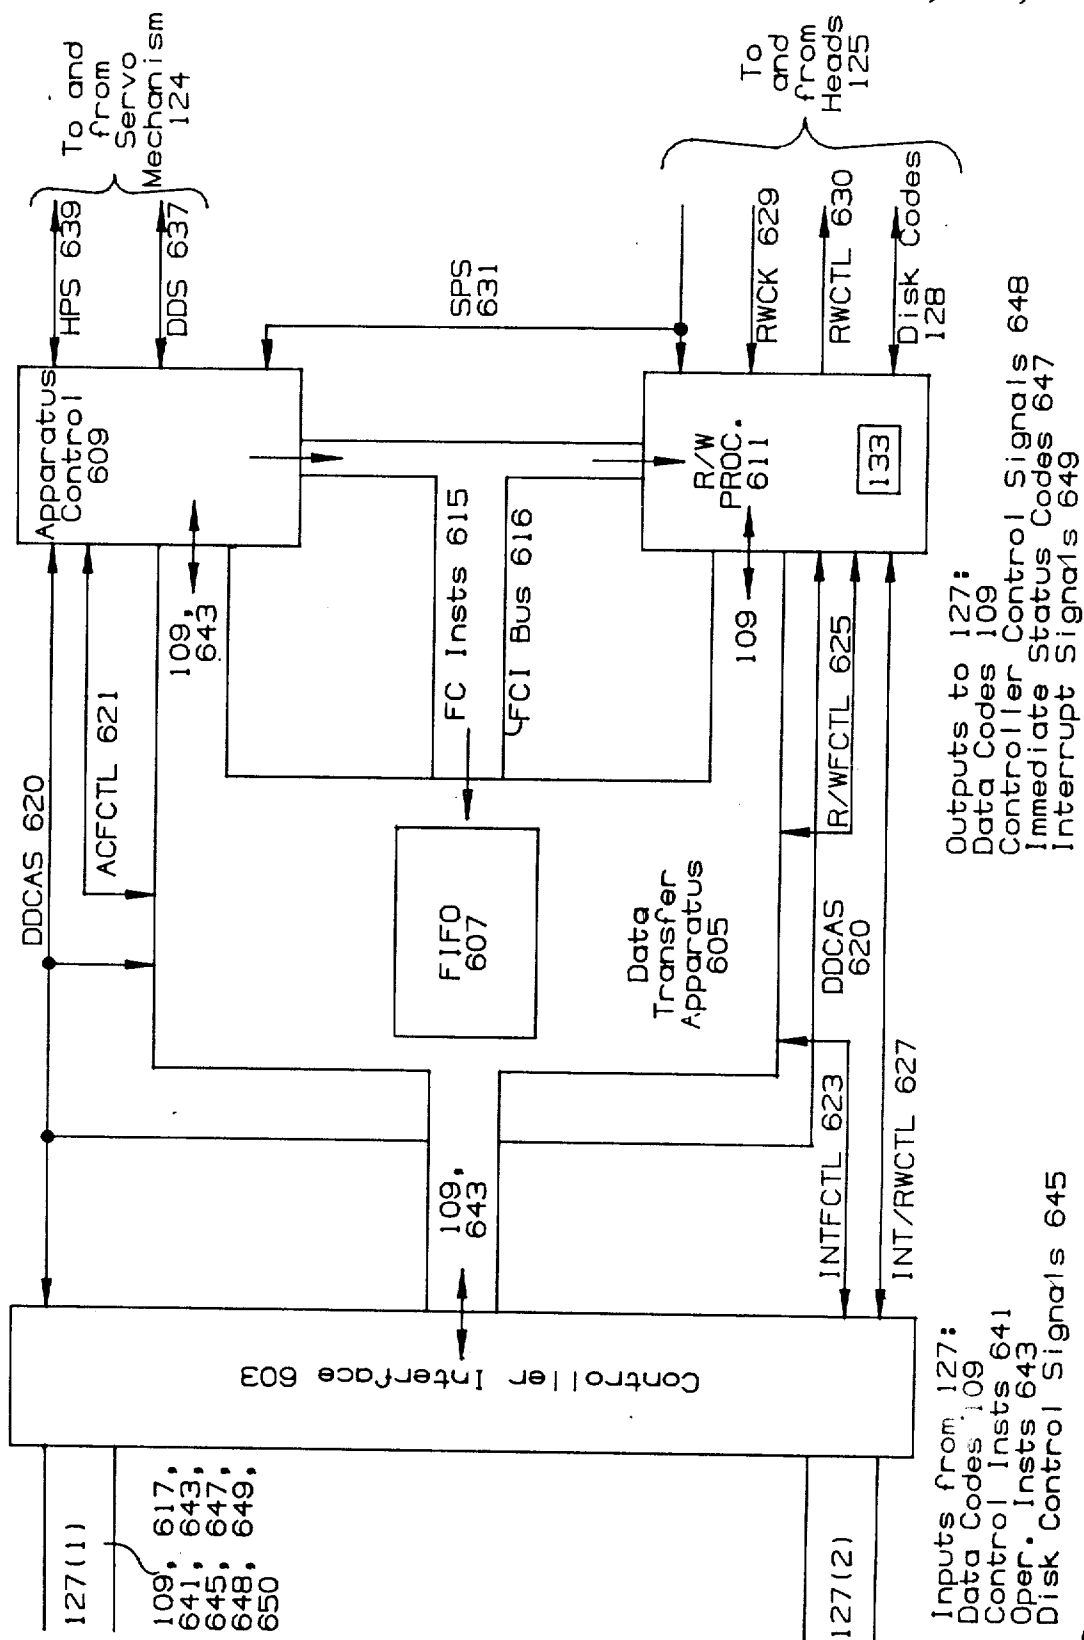 127(1)
109, 617,
641, 643,
645, 647,
648, 649,
650
127(2)
Inputs from 127:
Data Codes 109
Control Insts 641
Oper. Insts 643
Disk Control Signals 645
Controller Interface 603
109,
643
DDCAS 620
ACFCTL 621
FIFO
607
Data
Transfer
Apparatus
605
INTFCTL 623
INT/RWCTL 627
DDCAS
620
R/WFCTL 625
109,
643
FC Insts 615
FCI Bus 616
109
Apparatus
Control
609
R/W
PROC.
611
133
HPS 639
DDS 637
SPS
631
RWCK 629
RWCTL 630
Disk Codes
128
To and
from
Servo
Mechanism
124
To
and
from
Heads
125
Outputs to 127:
Data Codes 109
Controller Control Signals 648
Immediate Status Codes 647
Interrupt Signals 649